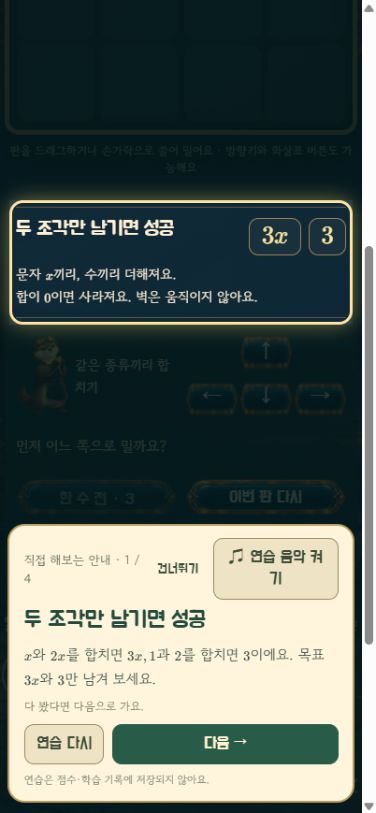 판을 드래그하거나 손가락으로 쓸어 밀어요 · 방향키와 화살표 버튼도 가
능해요
두 조각만 남기면 성공
3x
3
문자 x끼리, 수끼리 더해져요.
합이 0이면 사라져요. 벽은 움직이지 않아요.
같은 종류끼리 합
치기
↑
← ↓ →
먼저 어느 쪽으로 밀까요?
한 수 전 · 3
이번 판 다시
직접 해보는 안내 · 1 /
4
건너뛰기
♫ 연습 음악 켜
기
두 조각만 남기면 성공
x와 2x를 합치면 3x, 1과 2를 합치면 3이에요. 목표
3x와 3만 남겨 보세요.
다 봤다면 다음으로 가요.
연습 다시
다음 →
연습은 점수·학습 기록에 저장되지 않아요.